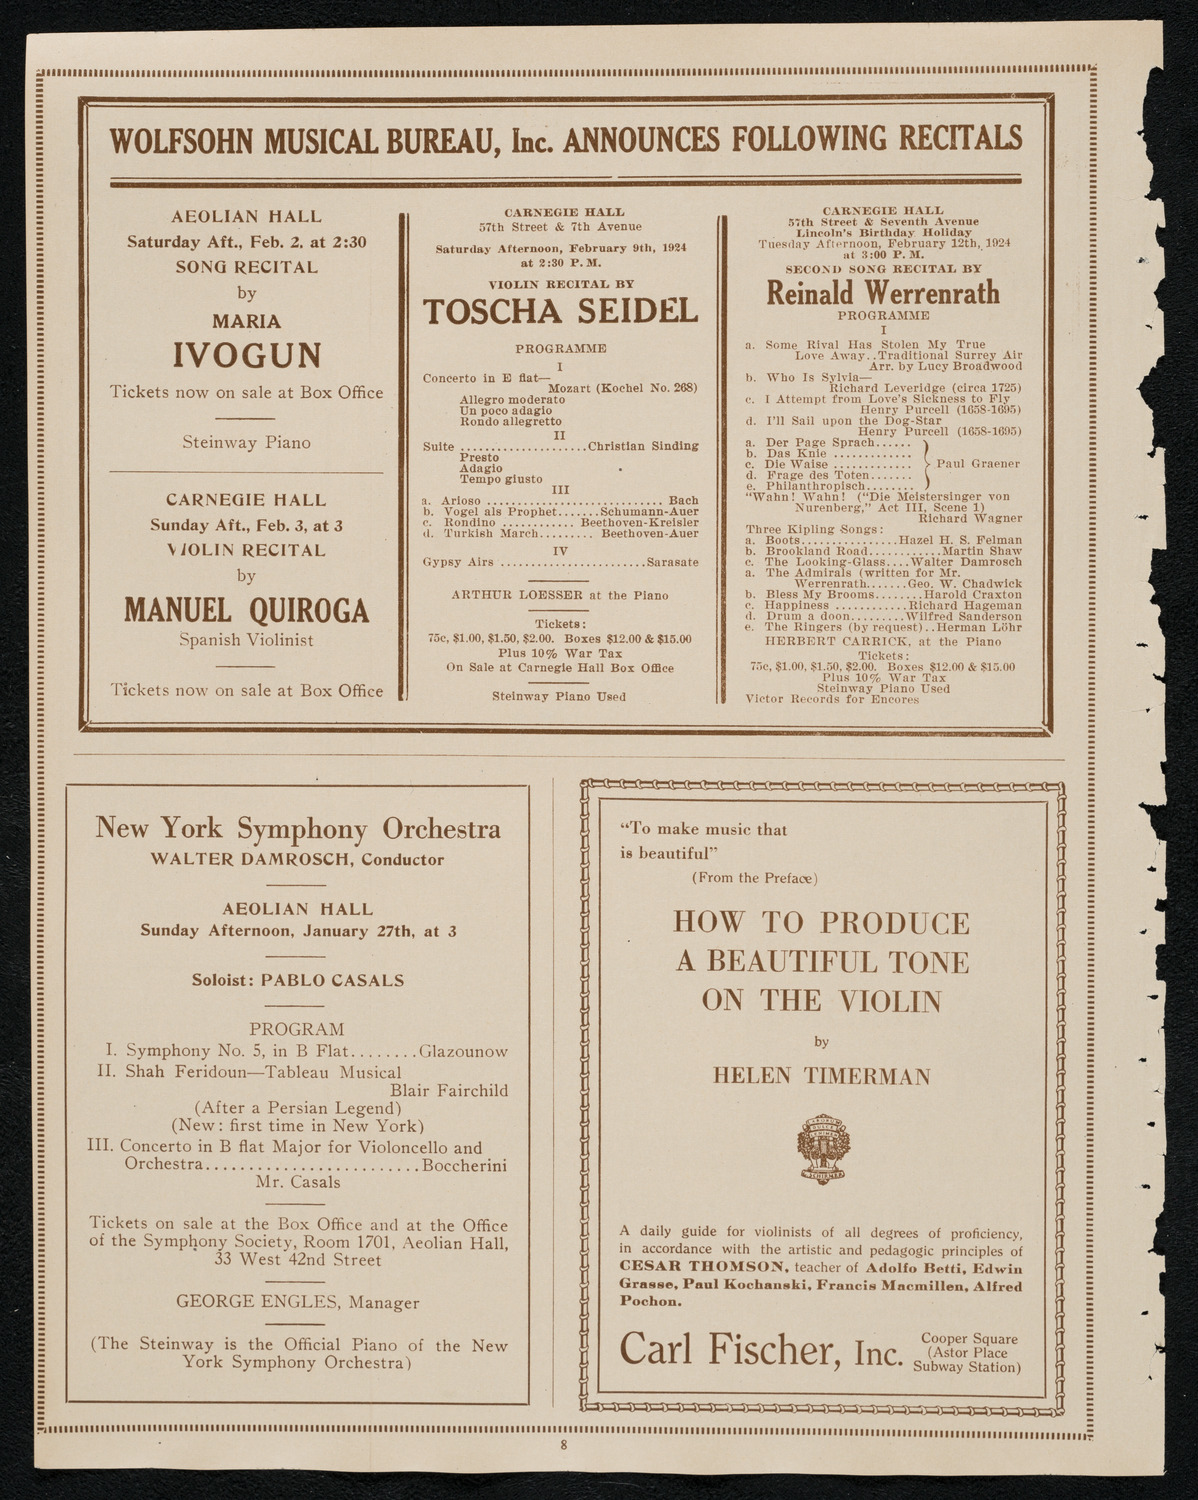 WOLFSOHN MUSICAL BUREAU, Inc. ANNOUNCES FOLLOWING RECITALS
AEOLIAN HALL
Saturday Aft., Feb. 2. at 2:30
SONG RECITAL
by
MARIA
IVOGUN
Tickets now on sale at Box Office
Steinway Piano
CARNEGIE HALL
Sunday Aft., Feb. 3, at 3
VIOLIN RECITAL
by
MANUEL QUIROGA
Spanish Violinist
Tickets now on sale at Box Office
CARNEGIE HALL
57th Street & 7th Avenue
Saturday Afternoon, February 9th, 1924
at 2:30 P. M.
VIOLIN RECITAL BY
TOSCHA SEIDEL
PROGRAMME
I
Concerto in E flat—
Mozart (Kochel No. 268)
Allegro moderato
Un poco adagio
Rondo allegretto
II
Suite ....................Christian Sinding
Presto
Adagio
Tempo giusto
III
a. Arioso ............................ Bach
b. Vogel als Prophet.......Schumann-Auer
c. Rondino ........... Beethoven-Kreisler
d. Turkish March......... Beethoven-Auer
IV
Gypsy Airs .......................Sarasate
ARTHUR LOESSER at the Piano
Tickets:
75c, $1.00, $1.50, $2.00. Boxes $12.00 & $15.00
Plus 10% War Tax
On Sale at Carnegie Hall Box Office
Steinway Piano Used
CARNEGIE HALL
57th Street & Seventh Avenue
Lincoln's Birthday Holiday
Tuesday Afternoon, February 12th, 1924
at 3:00 P. M.
SECOND SONG RECITAL BY
Reinald Werrenrath
PROGRAMME
I
a. Some Rival Has Stolen My True
Love Away..Traditional Surrey Air
Arr. by Lucy Broadwood
b. Who Is Sylvia—
Richard Leveridge (circa 1725)
c. I Attempt from Love's Sickness to Fly
Henry Purcell (1658-1695)
d. I'll Sail upon the Dog-Star
Henry Purcell (1658-1695)
a. Der Page Sprach......
b. Das Knie ............
c. Die Waise ............ Paul Graener
d. Frage des Toten.......
e. Philanthropisch........
"Wahn! Wahn! ("Die Meistersinger von
Nurenberg," Act III, Scene 1)
Richard Wagner
Three Kipling Songs:
a. Boots...............Hazel H. S. Felman
b. Brookland Road...........Martin Shaw
c. The Looking-Glass....Walter Damrosch
a. The Admirals (written for Mr.
Werrenrath.......Geo. W. Chadwick
b. Bless My Brooms........Harold Craxton
c. Happiness ...........Richard Hageman
d. Drum a doon.........Wilfred Sanderson
e. The Ringers (by request)..Herman Löhr
HERBERT CARRICK, at the Piano
Tickets:
75c, $1.00, $1.50, $2.00. Boxes $12.00 & $15.00
Plus 10% War Tax
Steinway Piano Used
Victor Records for Encores
New York Symphony Orchestra
WALTER DAMROSCH, Conductor
AEOLIAN HALL
Sunday Afternoon, January 27th, at 3
Soloist: PABLO CASALS
PROGRAM
I. Symphony No. 5, in B Flat........Glazounow
II. Shah Feridoun—Tableau Musical
Blair Fairchild
(After a Persian Legend)
(New: first time in New York)
III. Concerto in B flat Major for Violoncello and
Orchestra........................Boccherini
Mr. Casals
Tickets on sale at the Box Office and at the Office
of the Symphony Society, Room 1701, Aeolian Hall,
33 West 42nd Street
GEORGE ENGLES, Manager
(The Steinway is the Official Piano of the New
York Symphony Orchestra)
"To make music that
is beautiful"
(From the Preface)
HOW TO PRODUCE
A BEAUTIFUL TONE
ON THE VIOLIN
by
HELEN TIMERMAN
A daily guide for violinists of all degrees of proficiency,
in accordance with the artistic and pedagogic principles of
CESAR THOMSON, teacher of Adolfo Betti, Edwin
Grasse, Paul Kochanski, Francis Macmillen, Alfred
Pochon.
Carl Fischer, Inc.
Cooper Square
(Astor Place
Subway Station)
8